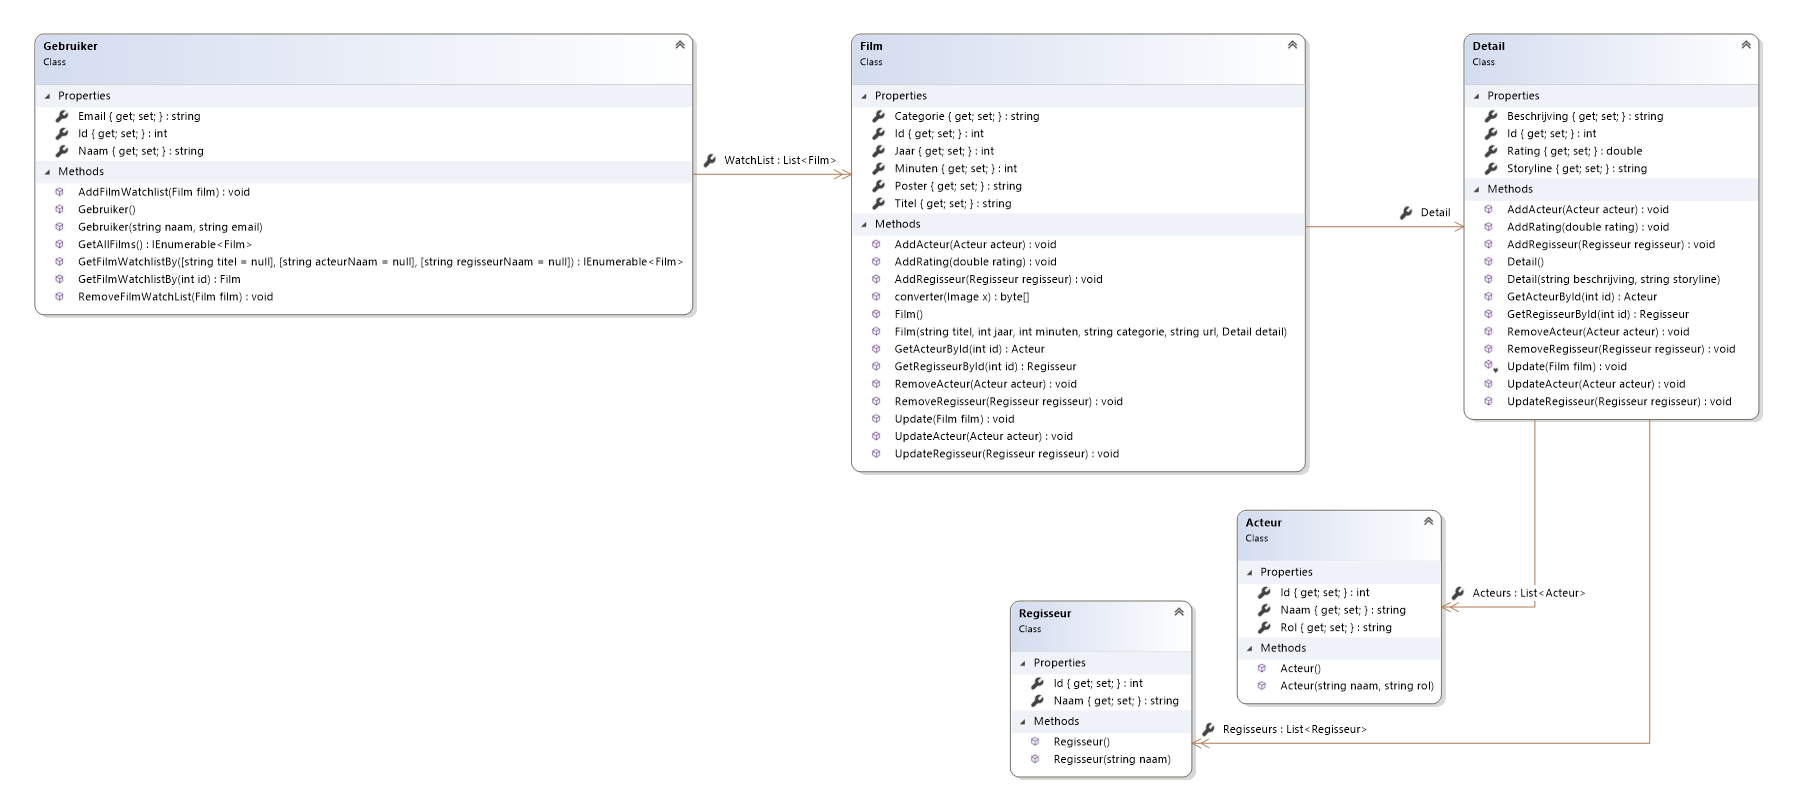 Gebruiker
Class
Properties
Email { get; set; } : string
Id { get; set; } : int
Naam { get; set; } : string
Methods
AddFilmWatchlist(Film film) : void
Gebruiker()
Gebruiker(string naam, string email)
GetAllFilms() : IEnumerable<Film>
GetFilmWatchlistBy([string titel = null], [string acteurNaam = null], [string regisseurNaam = null]) : IEnumerable<Film>
GetFilmWatchlistBy(int id) : Film
RemoveFilmWatchList(Film film) : void
WatchList : List<Film>
Film
Class
Properties
Categorie { get; set; } : string
Id { get; set; } : int
Jaar { get; set; } : int
Minuten { get; set; } : int
Poster { get; set; } : string
Titel { get; set; } : string
Methods
AddActeur(Acteur acteur) : void
AddRating(double rating) : void
AddRegisseur(Regisseur regisseur) : void
converter(Image x) : byte[]
Film()
Film(string titel, int jaar, int minuten, string categorie, string url, Detail detail)
GetActeurById(int id) : Acteur
GetRegisseurById(int id) : Regisseur
RemoveActeur(Acteur acteur) : void
RemoveRegisseur(Regisseur regisseur) : void
Update(Film film) : void
UpdateActeur(Acteur acteur) : void
UpdateRegisseur(Regisseur regisseur) : void
Detail
Detail
Class
Properties
Beschrijving { get; set; } : string
Id { get; set; } : int
Rating { get; set; } : double
Storyline { get; set; } : string
Methods
AddActeur(Acteur acteur) : void
AddRating(double rating) : void
AddRegisseur(Regisseur regisseur) : void
Detail()
Detail(string beschrijving, string storyline)
GetActeurById(int id) : Acteur
GetRegisseurById(int id) : Regisseur
RemoveActeur(Acteur acteur) : void
RemoveRegisseur(Regisseur regisseur) : void
Update(Film film) : void
UpdateActeur(Acteur acteur) : void
UpdateRegisseur(Regisseur regisseur) : void
Acteur
Class
Properties
Id { get; set; } : int
Naam { get; set; } : string
Rol { get; set; } : string
Methods
Acteur()
Acteur(string naam, string rol)
Acteurs : List<Acteur>
Regisseur
Class
Properties
Id { get; set; } : int
Naam { get; set; } : string
Methods
Regisseur()
Regisseur(string naam)
Regisseurs : List<Regisseur>